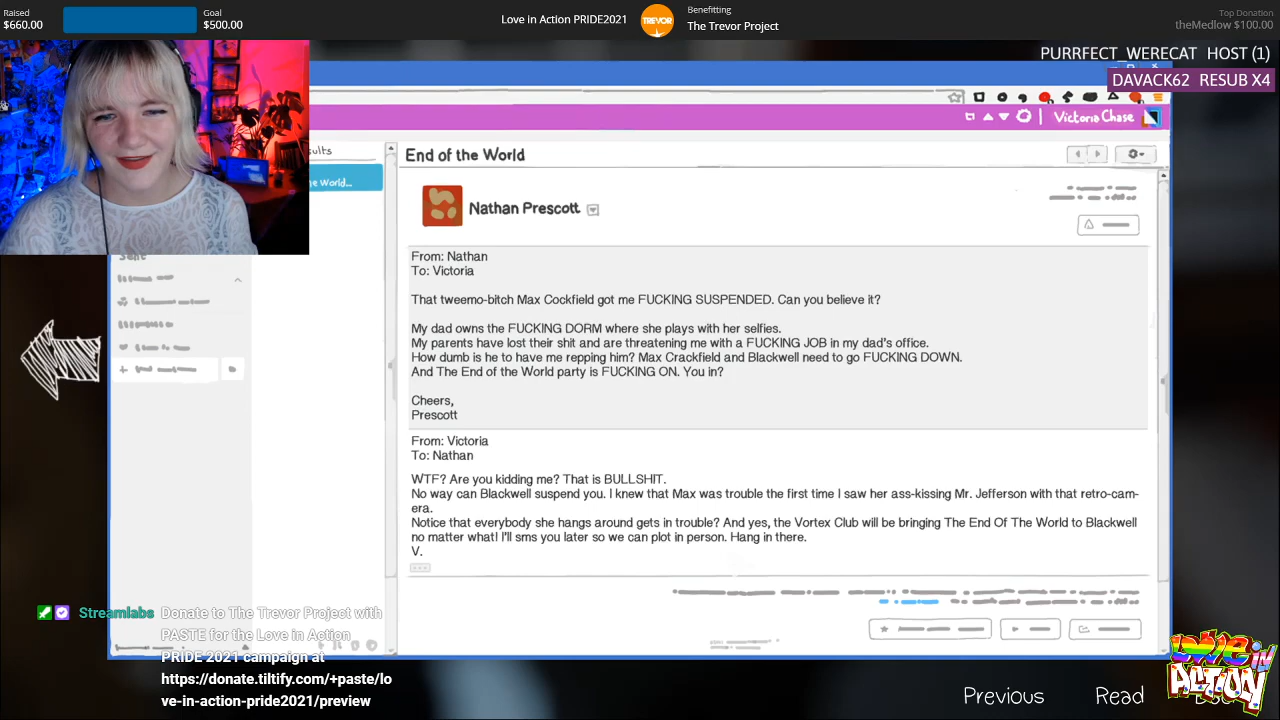 Raised
$660.00
Goal
$500.00
Love in Action PRIDE2021
TREVOR
Benefitting
The Trevor Project
Top Donation
theMedlow $100.00
PURRFECT_WERECAT HOST (1)
DAVACK62 RESUB X4
Victoria Chase
End of the World
he World...
Nathan Prescott
Sent
From: Nathan
To: Victoria
That tweemo-bitch Max Cockfield got me FUCKING SUSPENDED. Can you believe it?
My dad owns the FUCKING DORM where she plays with her selfies.
My parents have lost their shit and are threatening me with a FUCKING JOB in my dad's office.
How dumb is he to have me repping him? Max Crackfield and Blackwell need to go FUCKING DOWN.
And The End of the World party is FUCKING ON. You in?
Cheers,
Prescott
From: Victoria
To: Nathan
WTF? Are you kidding me? That is BULLSHIT.
No way can Blackwell suspend you. I knew that Max was trouble the first time I saw her ass-kissing Mr. Jefferson with that retro-cam-
era.
Notice that everybody she hangs around gets in trouble? And yes, the Vortex Club will be bringing The End Of The World to Blackwell
no matter what! I'll sms you later so we can plot in person. Hang in there.
V.
Streamlabs Donate to The Trevor Project with
PASTE for the Love in Action
PRIDE 2021 campaign at
https://donate.tiltify.com/+paste/lo
ve-in-action-pride2021/preview
Previous
Read
love in
ACTION